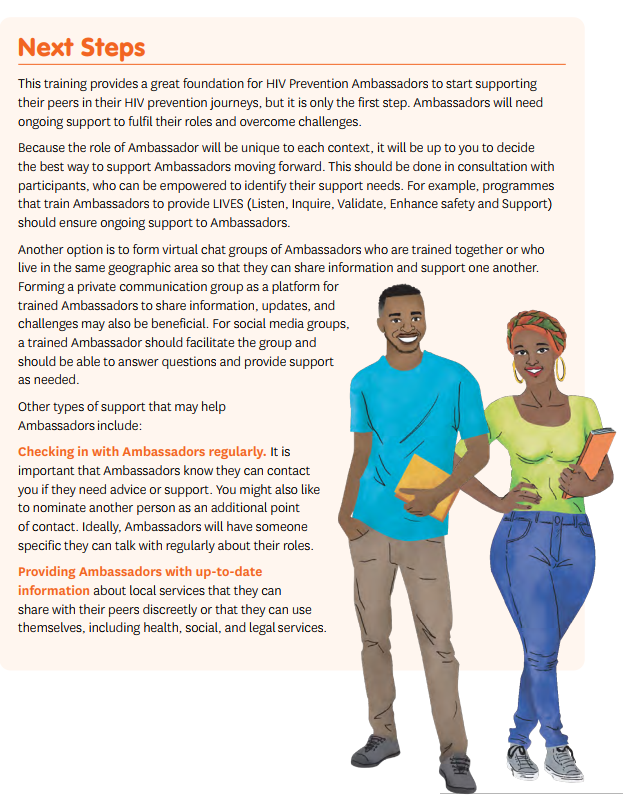 Next Steps
This training provides a great foundation for HIV Prevention Ambassadors to start supporting
their peers in their HIV prevention journeys, but it is only the first step. Ambassadors will need
ongoing support to fulfil their roles and overcome challenges.
Because the role of Ambassador will be unique to each context, it will be up to you to decide
the best way to support Ambassadors moving forward. This should be done in consultation with
participants, who can be empowered to identify their support needs. For example, programmes
that train Ambassadors to provide LIVES (Listen, Inquire, Validate, Enhance safety and Support)
should ensure ongoing support to Ambassadors.
Another option is to form virtual chat groups of Ambassadors who are trained together or who
live in the same geographic area so that they can share information and support one another.
Forming a private communication group as a platform for
trained Ambassadors to share information, updates, and
challenges may also be beneficial. For social media groups,
a trained Ambassador should facilitate the group and
should be able to answer questions and provide support
as needed.
Other types of support that may help
Ambassadors include:
Checking in with Ambassadors regularly. It is
important that Ambassadors know they can contact
you if they need advice or support. You might also like
to nominate another person as an additional point
of contact. Ideally, Ambassadors will have someone
specific they can talk with regularly about their roles.
Providing Ambassadors with up-to-date
information about local services that they can
share with their peers discreetly or that they can use
themselves, including health, social, and legal services.